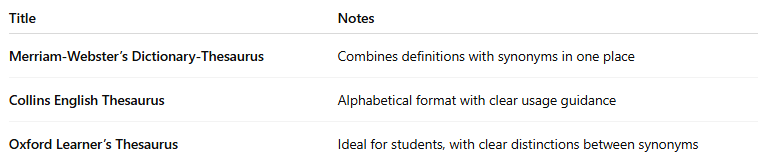 Title Notes
Merriam-Webster’s Dictionary-Thesaurus Combines definitions with synonyms in one place
Collins English Thesaurus Alphabetical format with clear usage guidance
Oxford Learner’s Thesaurus Ideal for students, with clear distinctions between synonyms